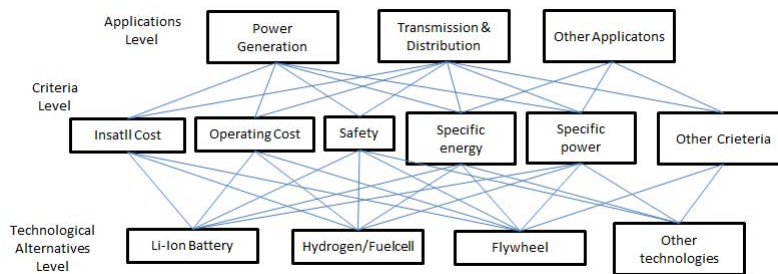 Applications
Level
Power
Generation
Transmission &
Distribution
Other Applicatons
Criteria
Level
Insatll Cost
Operating Cost
Safety
Specific
energy
Specific
power
Other Crieteria
Technological
Alternatives
Level
Li-Ion Battery
Hydrogen/Fuelcell
Flywheel
Other
technologies